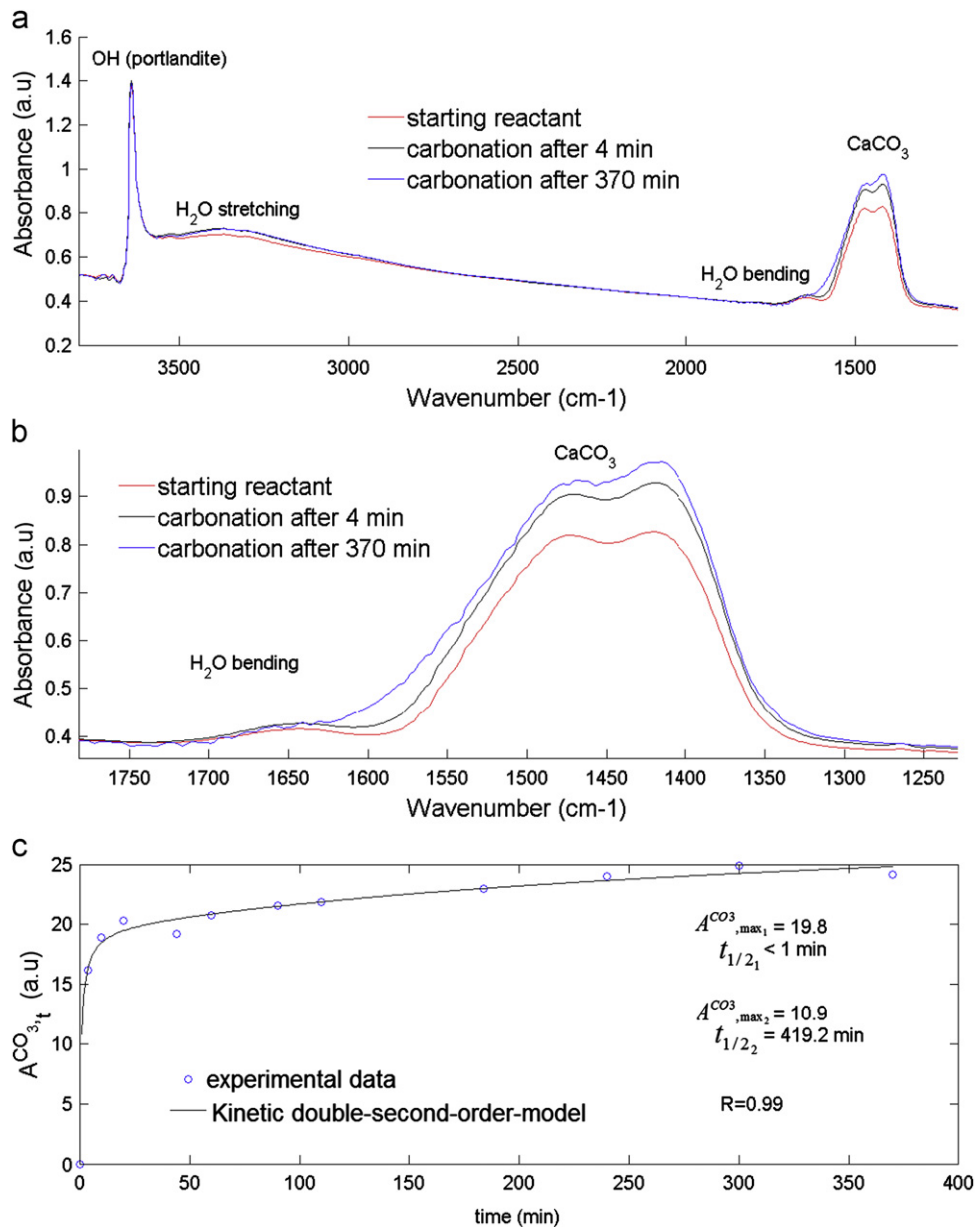 a
OH (portlandite)
starting reactant
carbonation after 4 min
carbonation after 370 min
CaCO₃
H₂O stretching
H₂O bending
Absorbance (a.u)
1.6
1.4
1.2
1
0.8
0.6
0.4
0.2
3500 3000 2500 2000 1500
Wavenumber (cm-1)
b
CaCO₃
starting reactant
carbonation after 4 min
carbonation after 370 min
H₂O bending
Absorbance (a.u)
0.9
0.8
0.7
0.6
0.5
0.4
1750 1700 1650 1600 1550 1500 1450 1400 1350 1300 1250
Wavenumber (cm-1)
c
A^CO₃,t (a.u)
25
20
15
10
5
0
A^CO3,max₁ = 19.8
t1/2₁ < 1 min
A^CO3,max₂ = 10.9
t1/2₂ = 419.2 min
experimental data
Kinetic double-second-order-model
R=0.99
0 50 100 150 200 250 300 350 400
time (min)